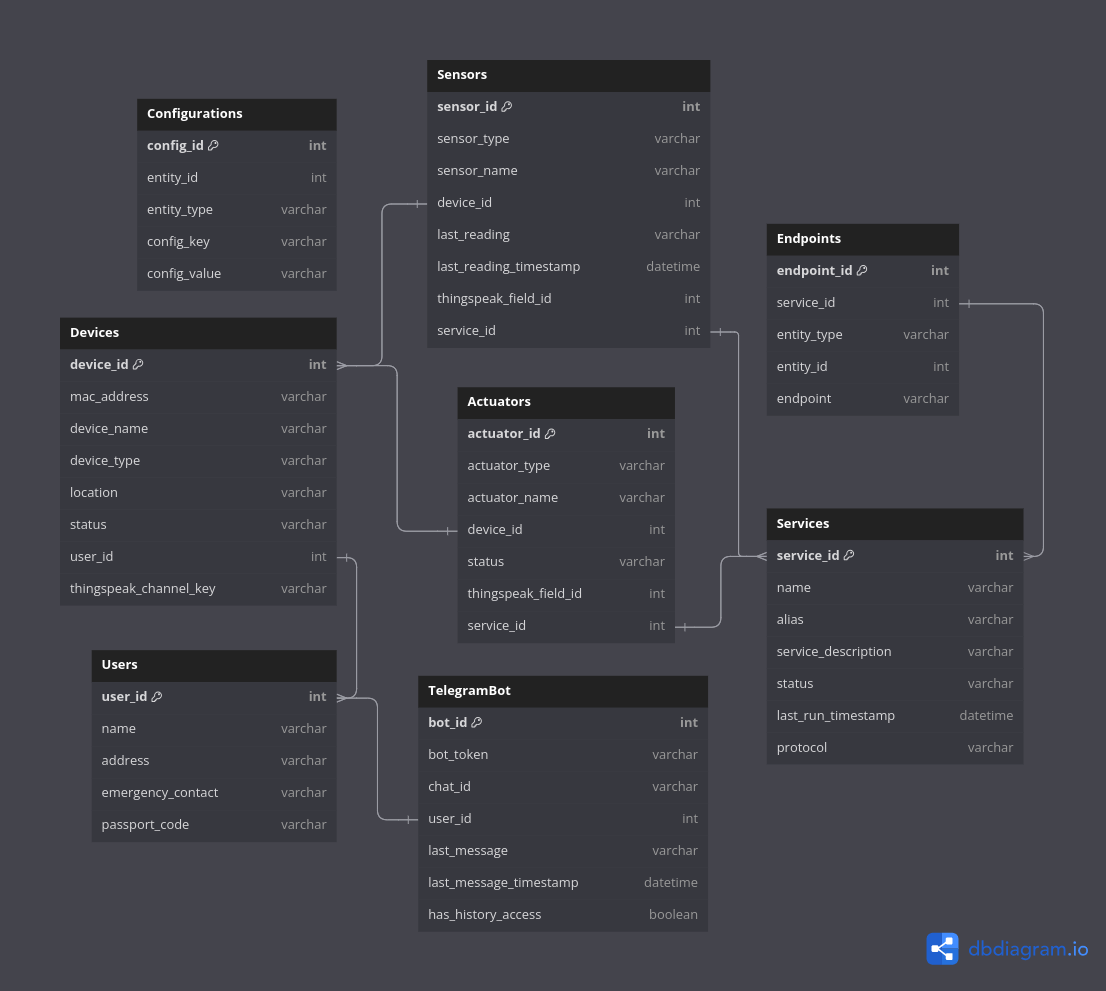 Configurations
config_id int
entity_id int
entity_type varchar
config_key varchar
config_value varchar
Devices
device_id int
mac_address varchar
device_name varchar
device_type varchar
location varchar
status varchar
user_id int
thingspeak_channel_key varchar
Users
user_id int
name varchar
address varchar
emergency_contact varchar
passport_code varchar
Sensors
sensor_id int
sensor_type varchar
sensor_name varchar
device_id int
last_reading varchar
last_reading_timestamp datetime
thingspeak_field_id int
service_id int
Actuators
actuator_id int
actuator_type varchar
actuator_name varchar
device_id int
status varchar
thingspeak_field_id int
service_id int
TelegramBot
bot_id int
bot_token varchar
chat_id varchar
user_id int
last_message varchar
last_message_timestamp datetime
has_history_access boolean
Endpoints
endpoint_id int
service_id int
entity_type varchar
entity_id int
endpoint varchar
Services
service_id int
name varchar
alias varchar
service_description varchar
status varchar
last_run_timestamp datetime
protocol varchar
dbdiagram.io